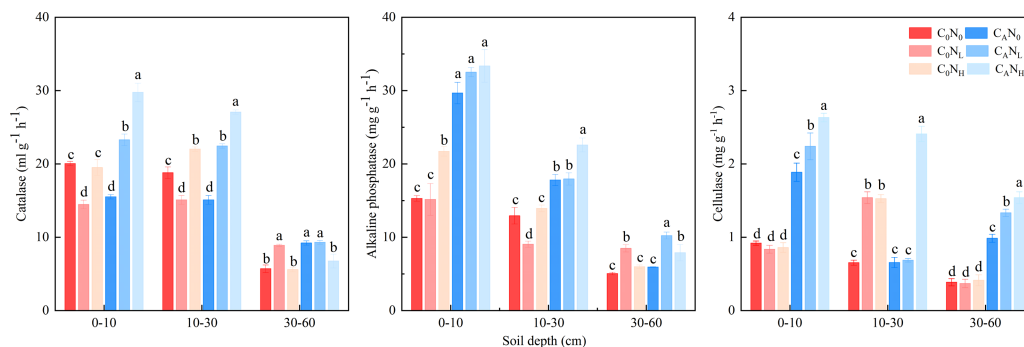 Catalase (ml g⁻¹ h⁻¹)
40
30
20
10
0
c
d
c
d
b
a
c
d
b
d
b
a
b
a
b
a
a
b
0-10
10-30
30-60
Alkaline phosphatase (mg g⁻¹ h⁻¹)
40
30
20
10
0
c
c
b
a
a
a
c
d
c
b
b
a
c
b
c
c
a
b
0-10
10-30
30-60
Soil depth (cm)
Cellulase (mg g⁻¹ h⁻¹)
4
3
2
1
0
C₀N₀
C_AN₀
C₀N_L
C_AN_L
C₀N_H
C_AN_H
d
d
d
c
b
a
c
b
b
c
c
a
d
d
d
c
b
a
0-10
10-30
30-60